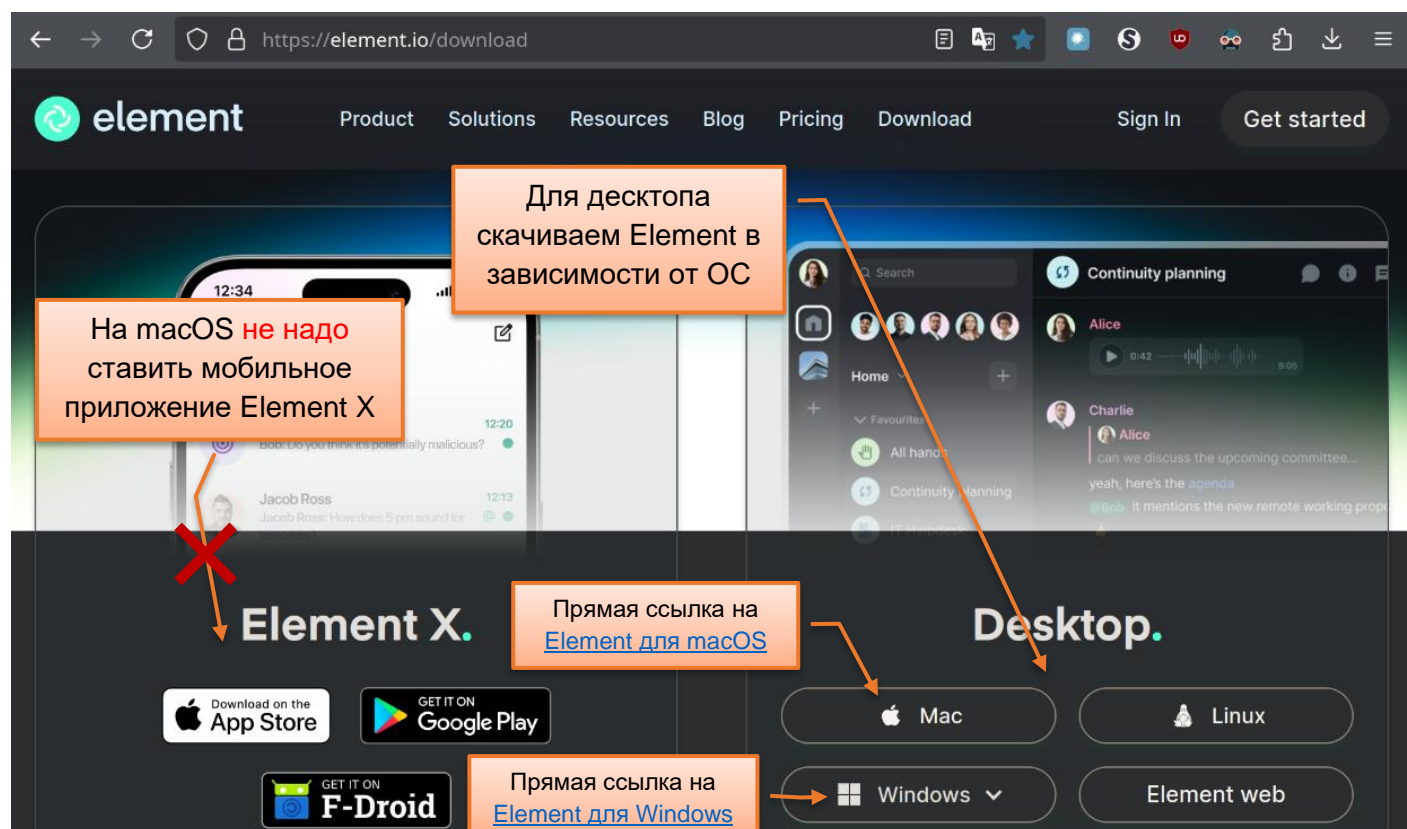 https://element.io/download
element Product Solutions Resources Blog Pricing Download Sign In Get started
Для десктопа
скачиваем Element в
зависимости от ОС
12:34
На macOS не надо
ставить мобильное
приложение Element X
12:20
Bob: Do you think it's potentially malicious?
Jacob Ross 12:13
Jacob Ross: How does 5 pm sound for
Search
Home
Favourites
All hands
Continuity planning
IT Helpdesk
Continuity planning
Alice
0:42
9:05
Charlie
Alice
can we discuss the upcoming committee...
yeah, here's the agenda
@Bob It mentions the new remote working propo
Element X.
Download on the
App Store
GET IT ON
Google Play
GET IT ON
F-Droid
Прямая ссылка на
Element для macOS
Desktop.
Mac
Linux
Прямая ссылка на
Element для Windows
Windows
Element web